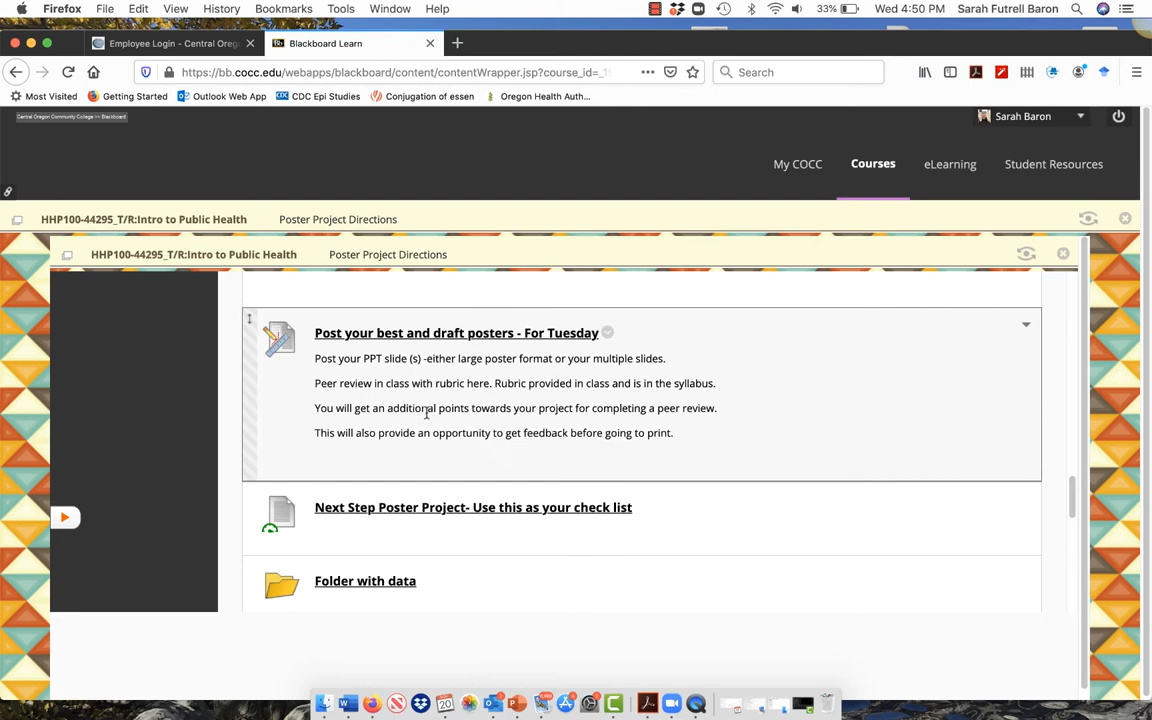 Firefox File Edit View History Bookmarks Tools Window Help 33% Wed 4:50 PM Sarah Futrell Baron
Employee Login - Central Oreg Blackboard Learn
https://bb.cocc.edu/webapps/blackboard/content/contentWrapper.jsp?course_id=_1 Search
Most Visited Getting Started Outlook Web App CDC Epi Studies Conjugation of essen Oregon Health Auth...
Central Oregon Community College >> Blackboard Sarah Baron
My COCC Courses eLearning Student Resources
HHP100-44295_T/R:Intro to Public Health Poster Project Directions
HHP100-44295_T/R:Intro to Public Health Poster Project Directions
Post your best and draft posters - For Tuesday
Post your PPT slide (s) -either large poster format or your multiple slides.
Peer review in class with rubric here. Rubric provided in class and is in the syllabus.
You will get an additional points towards your project for completing a peer review.
This will also provide an opportunity to get feedback before going to print.
Next Step Poster Project- Use this as your check list
Folder with data
20